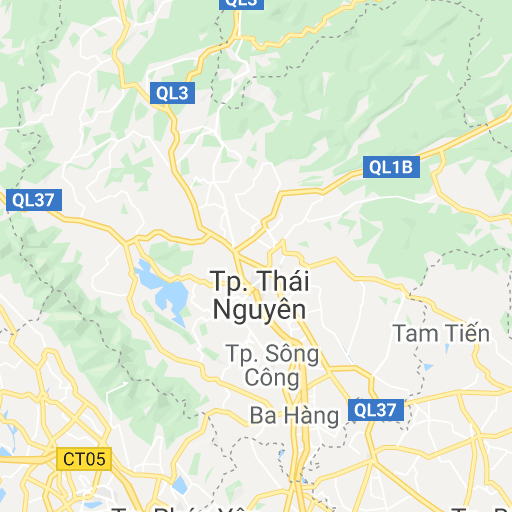 QL3
QL3
QL1B
QL37
Tp. Thái
Nguyên
Tam Tiến
Tp. Sông
Công
Ba Hàng
QL37
CT05